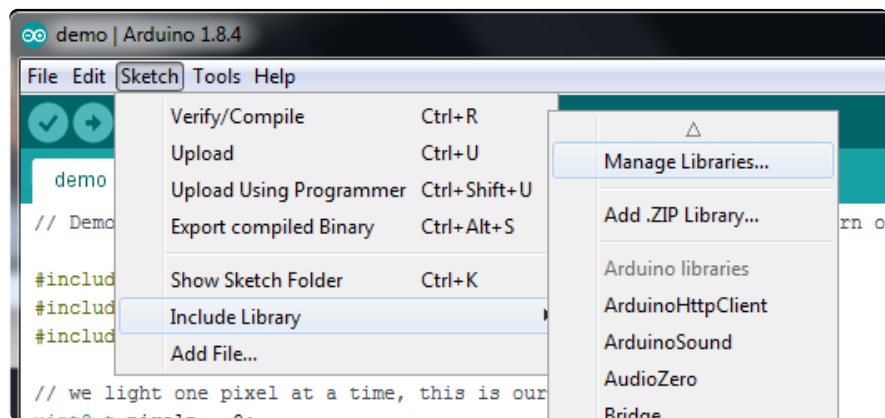 demo | Arduino 1.8.4
File Edit Sketch Tools Help
Verify/Compile Ctrl+R
Upload Ctrl+U
Upload Using Programmer Ctrl+Shift+U
Export compiled Binary Ctrl+Alt+S
Show Sketch Folder Ctrl+K
Include Library
Add File...
Manage Libraries...
Add .ZIP Library...
Arduino libraries
ArduinoHttpClient
ArduinoSound
AudioZero
Bridge
demo
// Demo rn o
#includ
#includ
#includ
// we light one pixel at a time, this is our